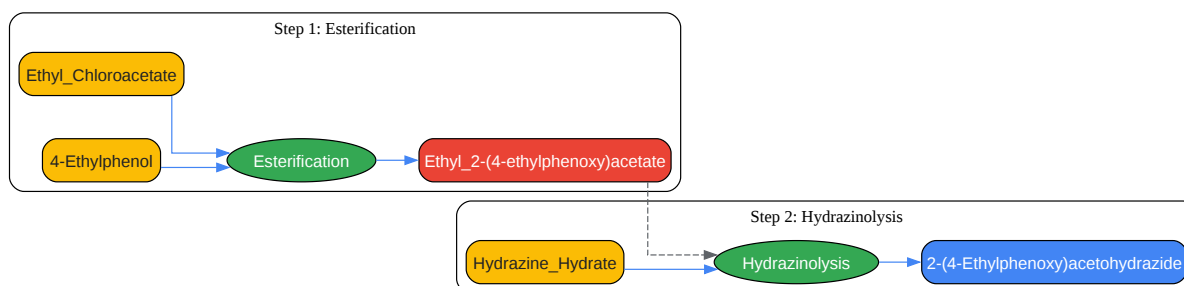 Step 1: Esterification
Ethyl_Chloroacetate
4-Ethylphenol
Esterification
Ethyl_2-(4-ethylphenoxy)acetate
Step 2: Hydrazinolysis
Hydrazine_Hydrate
Hydrazinolysis
2-(4-Ethylphenoxy)acetohydrazide